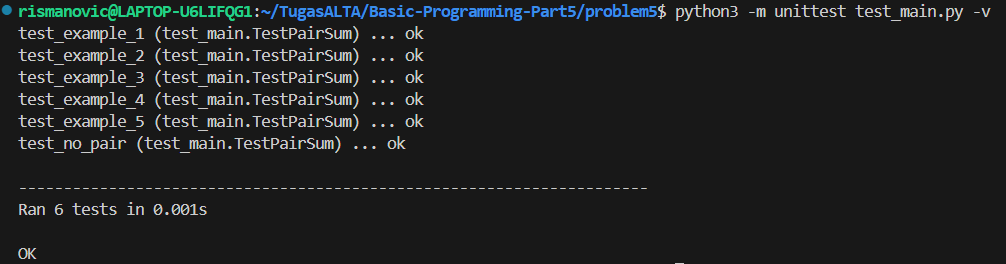 rismanovic@LAPTOP-U6LIFQG1:~/TugasALTA/Basic-Programming-Part5/problem5$ python3 -m unittest test_main.py -v
test_example_1 (test_main.TestPairSum) ... ok
test_example_2 (test_main.TestPairSum) ... ok
test_example_3 (test_main.TestPairSum) ... ok
test_example_4 (test_main.TestPairSum) ... ok
test_example_5 (test_main.TestPairSum) ... ok
test_no_pair (test_main.TestPairSum) ... ok
----------------------------------------------------------------------
Ran 6 tests in 0.001s
OK